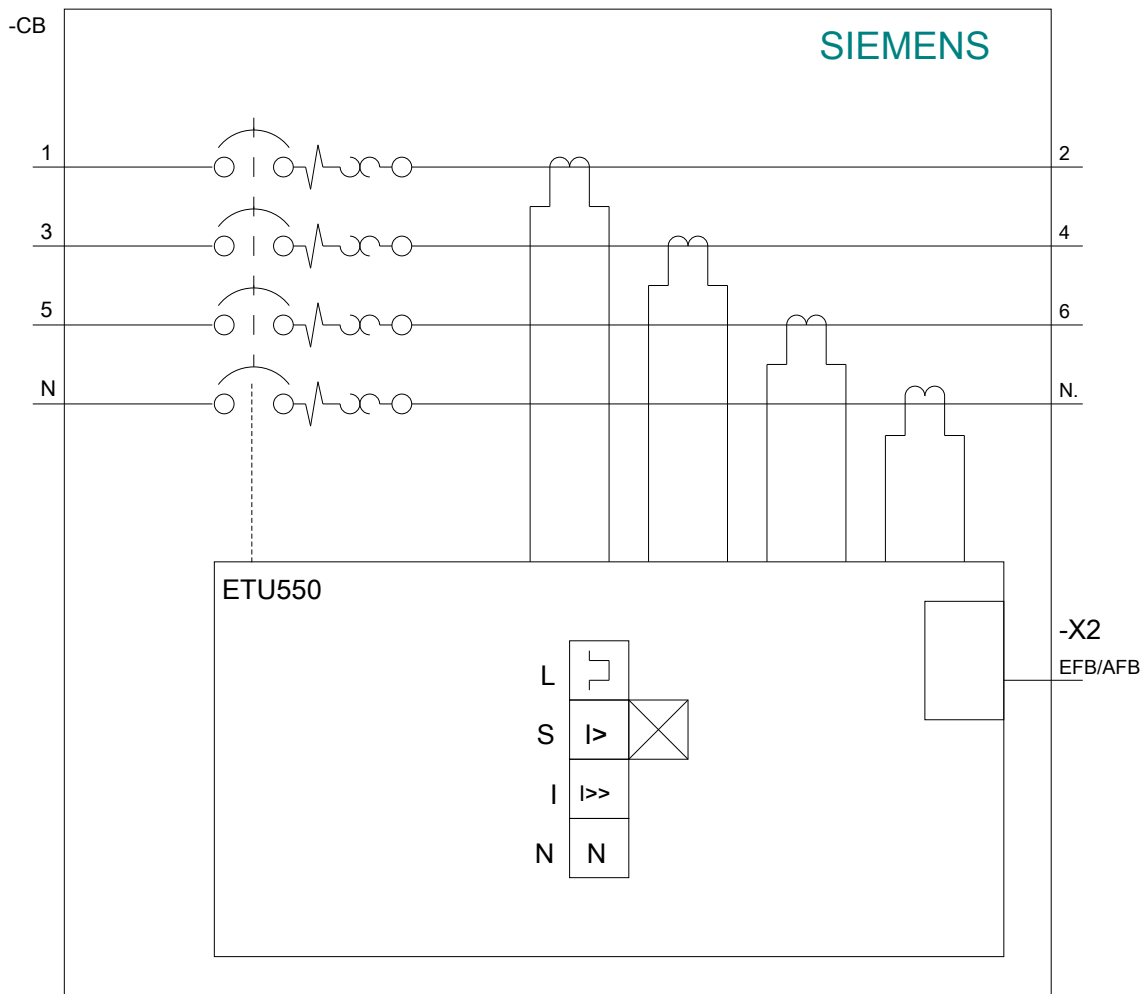 -CB
SIEMENS
1
2
3
4
5
6
N
N.
ETU550
-X2
EFB/AFB
L
S I>
I I>>
N N